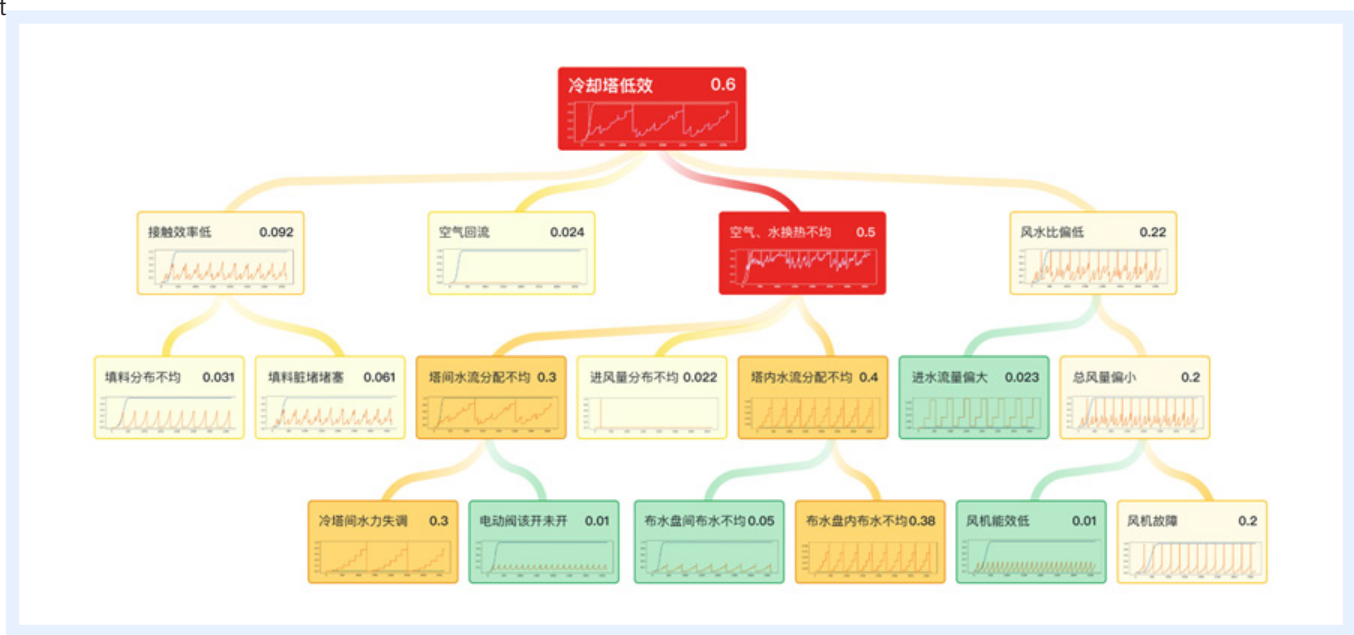 t
冷却塔低效 0.6
接触效率低 0.092
空气回流 0.024
空气、水换热不均 0.5
风水比偏低 0.22
填料分布不均 0.031
填料脏堵堵塞 0.061
塔间水流分配不均 0.3
进风量分布不均 0.022
塔内水流分配不均 0.4
进水流量偏大 0.023
总风量偏小 0.2
冷塔间水力失调 0.3
电动阀该开未开 0.01
布水盘间布水不均 0.05
布水盘内布水不均 0.38
风机能效低 0.01
风机故障 0.2